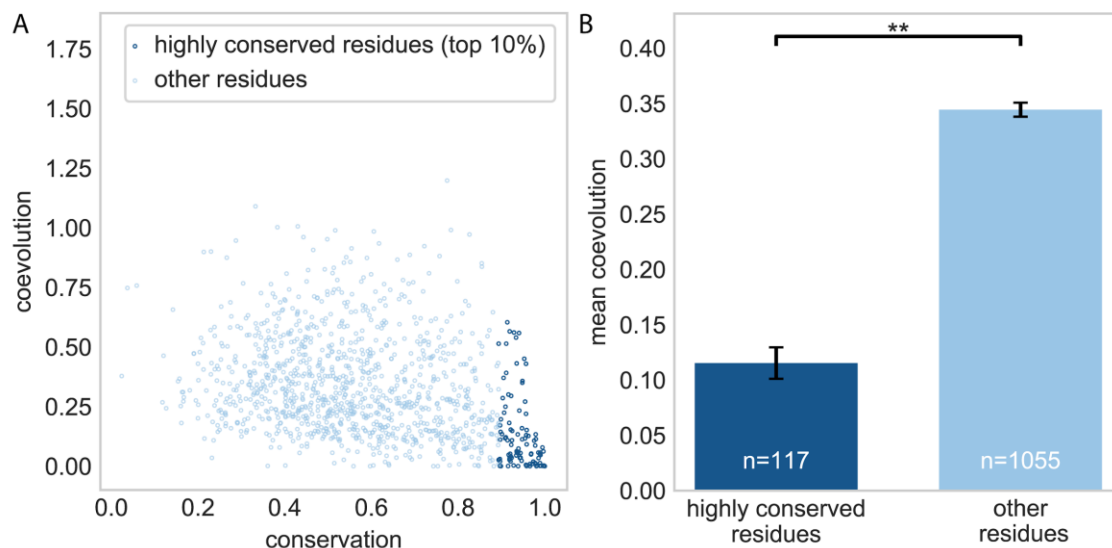 A
highly conserved residues (top 10%)
other residues
1.75
1.50
1.25
1.00
0.75
0.50
0.25
0.00
coevolution
0.0 0.2 0.4 0.6 0.8 1.0
conservation
B
**
0.40
0.35
0.30
0.25
0.20
0.15
0.10
0.05
0.00
mean coevolution
n=117
n=1055
highly conserved
residues
other
residues